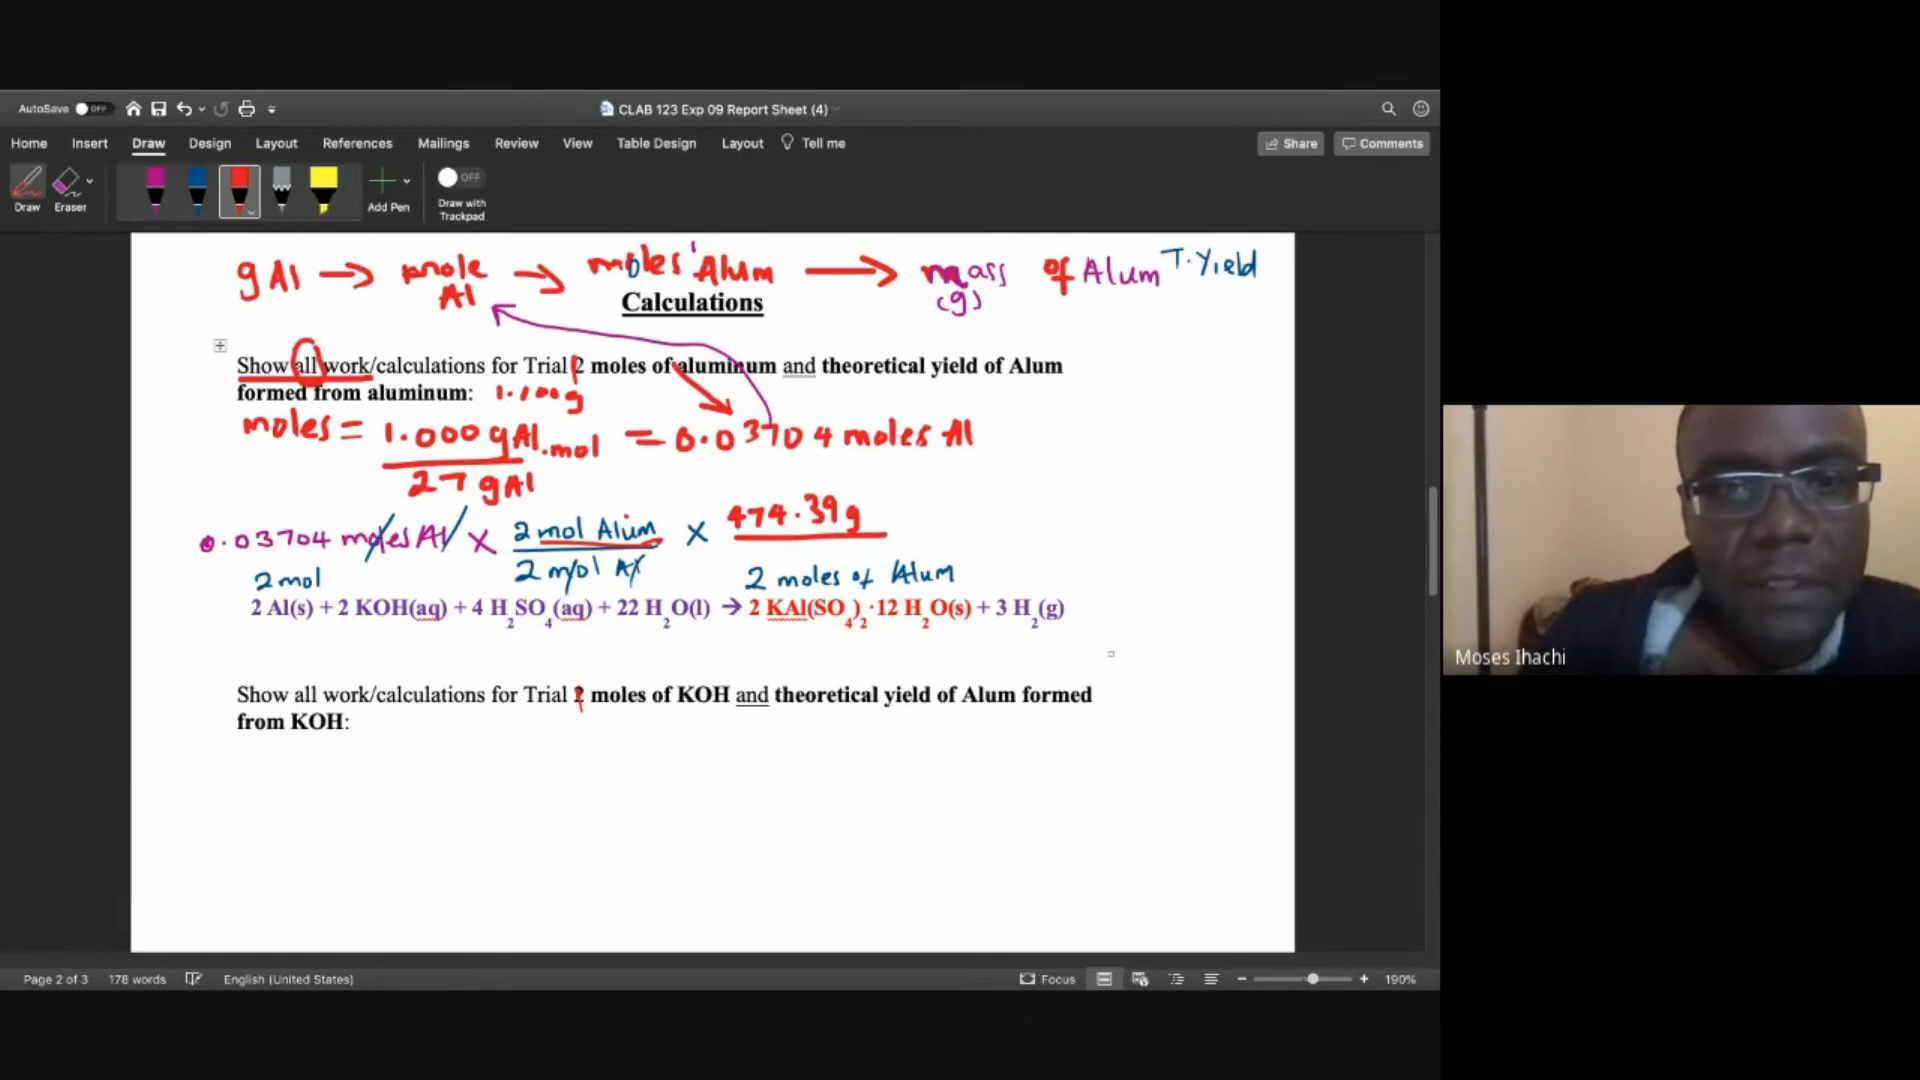 AutoSave OFF
CLAB 123 Exp 09 Report Sheet (4)
Home Insert Draw Design Layout References Mailings Review View Table Design Layout Tell me
Share Comments
Draw Eraser Add Pen OFF Draw with Trackpad
g Al → mole Al → moles Alum → mass (g) of Alum T. Yield
Calculations
Show all work/calculations for Trial 2 moles of aluminum and theoretical yield of Alum
formed from aluminum: 1.000g
moles = 1.000 g Al . mol = 0.03704 moles Al
27 g Al
474.39 g
0.03704 moles Al X 2 mol Alum X
2 mol Al
2 mol
2 moles of Alum
2 Al(s) + 2 KOH(aq) + 4 H2SO4(aq) + 22 H2O(l) → 2 KAl(SO4)2·12 H2O(s) + 3 H2(g)
Show all work/calculations for Trial 2 moles of KOH and theoretical yield of Alum formed
from KOH:
Moses Ihachi
Page 2 of 3 178 words English (United States) Focus 190%